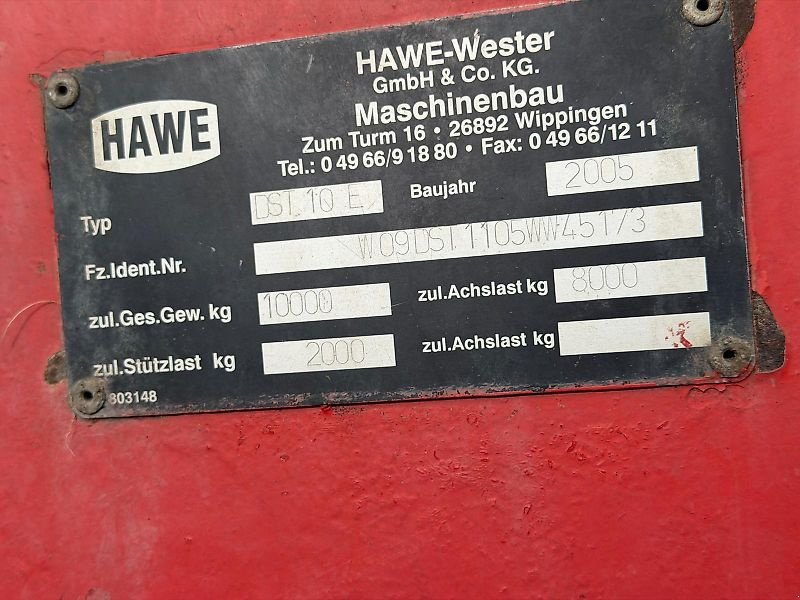 HAWE-Wester
GmbH & Co. KG.
Maschinenbau
Zum Turm 16 • 26892 Wippingen
Tel.: 0 49 66/9 18 80 • Fax: 0 49 66/12 11
HAWE
Typ DST 10 E Baujahr 2005
Fz.Ident.Nr. W09DST1105WW45173
zul.Ges.Gew. kg 10000 zul.Achslast kg 8000
zul.Stützlast kg 2000 zul.Achslast kg
803148